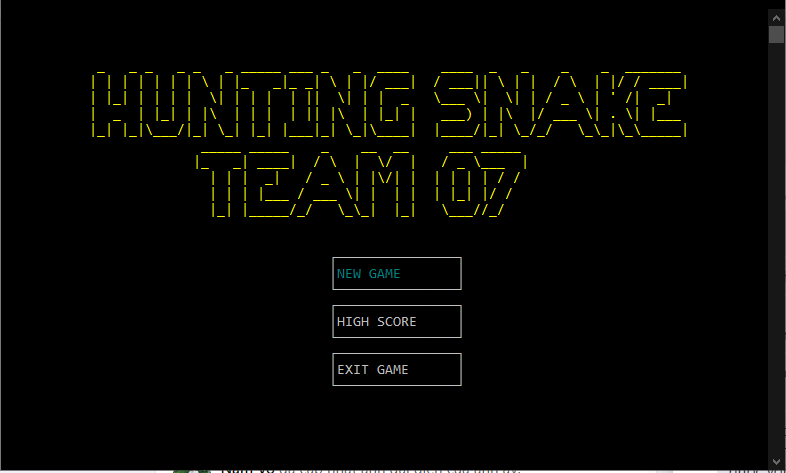 HUNTING SNAKE
TEAM 07
NEW GAME
HIGH SCORE
EXIT GAME